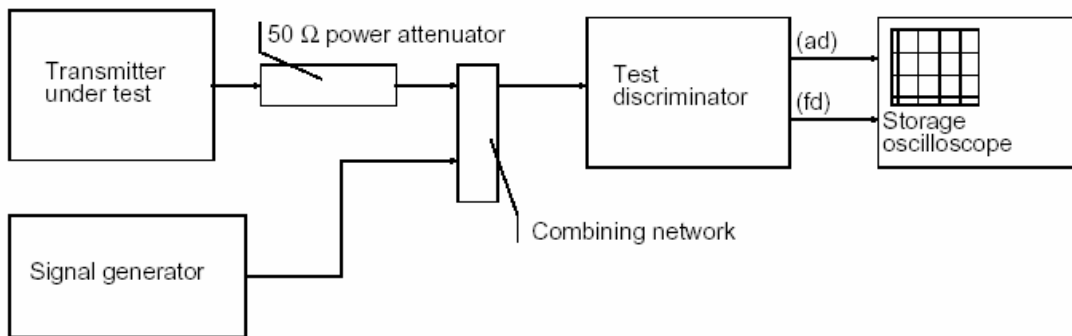 50 Ω power attenuator
Transmitter
under test
Test
discriminator
(ad)
(fd)
Storage
oscilloscope
Combining network
Signal generator